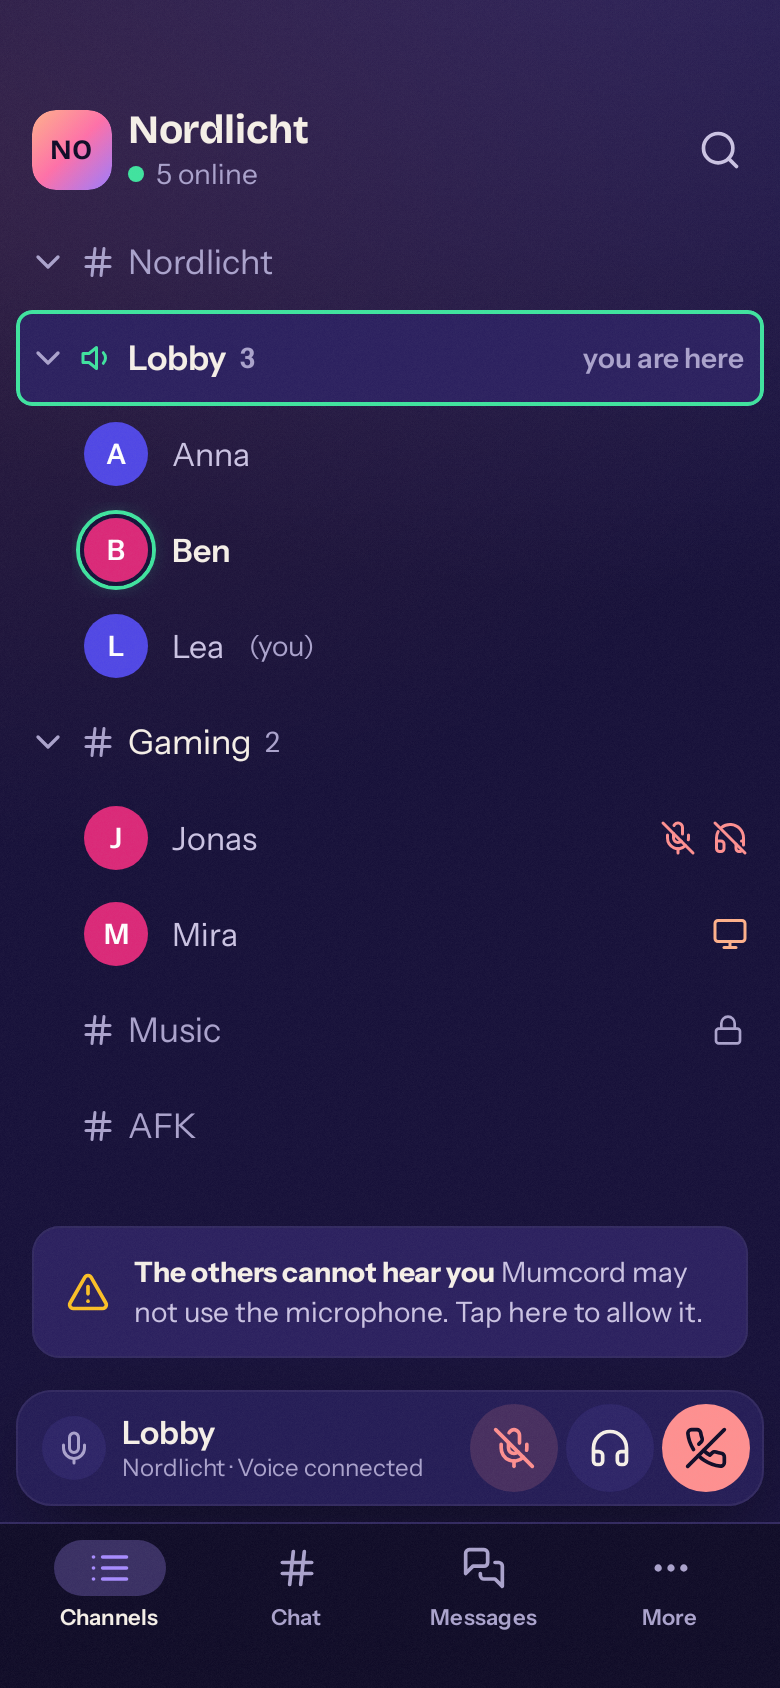 NO
Nordlicht
5 online
# Nordlicht
Lobby 3 you are here
A Anna
B Ben
L Lea (you)
# Gaming 2
J Jonas
M Mira
# Music
# AFK
The others cannot hear you Mumcord may
not use the microphone. Tap here to allow it.
Lobby
Nordlicht · Voice connected
Channels Chat Messages More